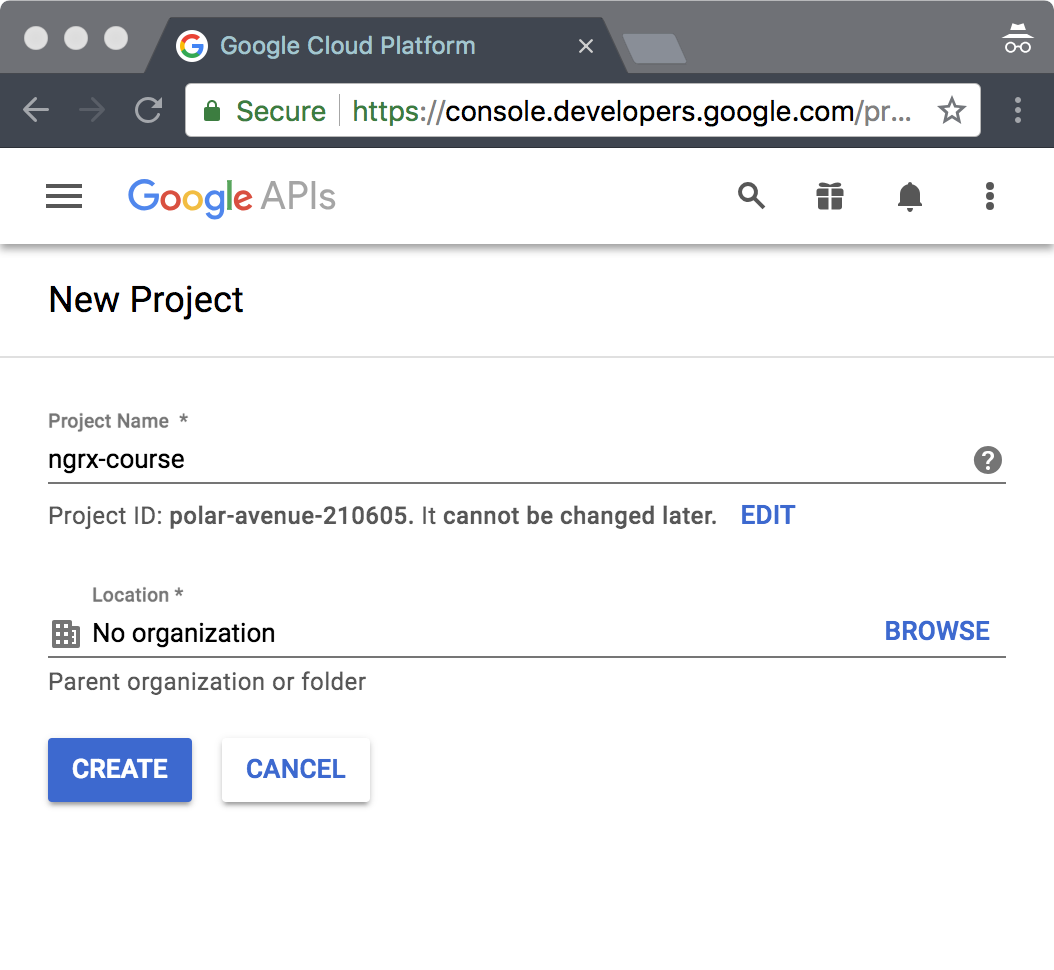 Google Cloud Platform
Secure https://console.developers.google.com/pr...
Google APIs
New Project
Project Name *
ngrx-course
Project ID: polar-avenue-210605. It cannot be changed later. EDIT
Location *
No organization BROWSE
Parent organization or folder
CREATE CANCEL